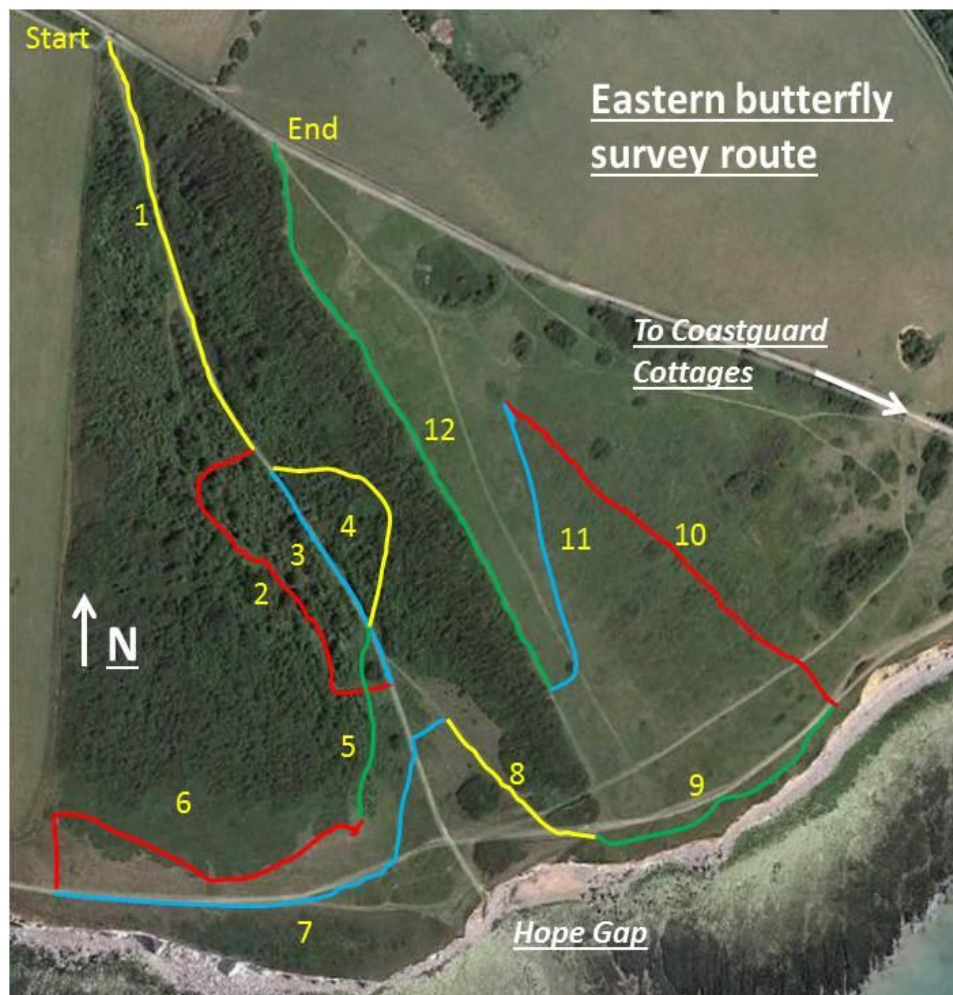 Start
End
Eastern butterfly
survey route
1
To Coastguard
Cottages
12
4
3
11
10
2
N
5
8
6
9
7
Hope Gap